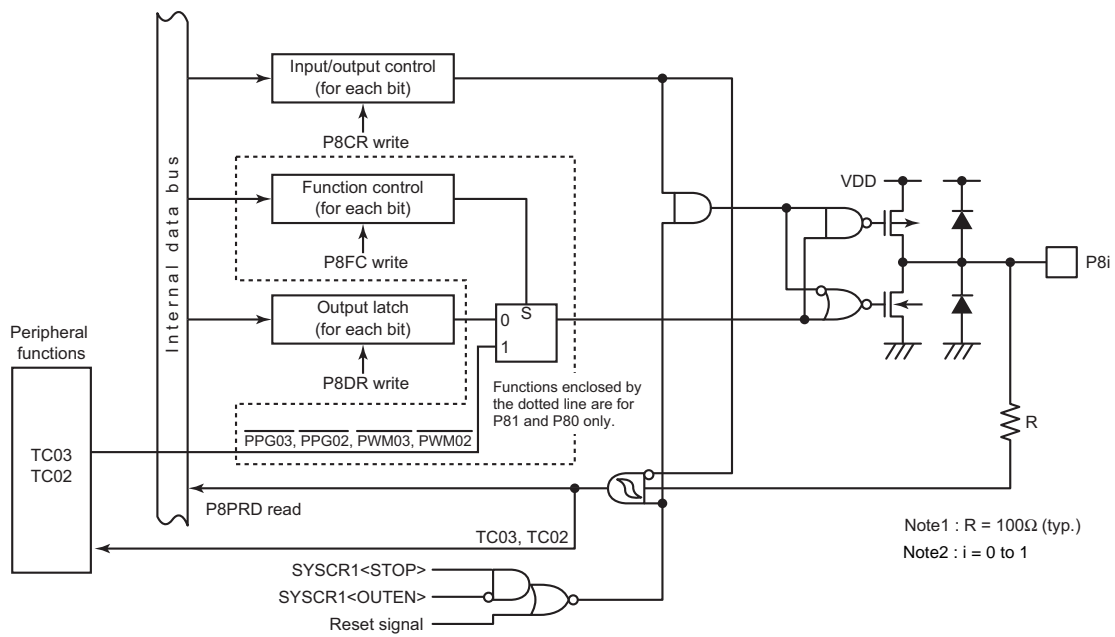 Input/output control
(for each bit)
P8CR write
Internal data bus
Function control
(for each bit)
P8FC write
Output latch
(for each bit)
P8DR write
S
0
1
VDD
P8i
Peripheral
functions
TC03
TC02
Functions enclosed by
the dotted line are for
P81 and P80 only.
PPG03, PPG02, PWM03, PWM02
R
P8PRD read
TC03, TC02
Note1 : R = 100Ω (typ.)
Note2 : i = 0 to 1
SYSCR1<STOP>
SYSCR1<OUTEN>
Reset signal